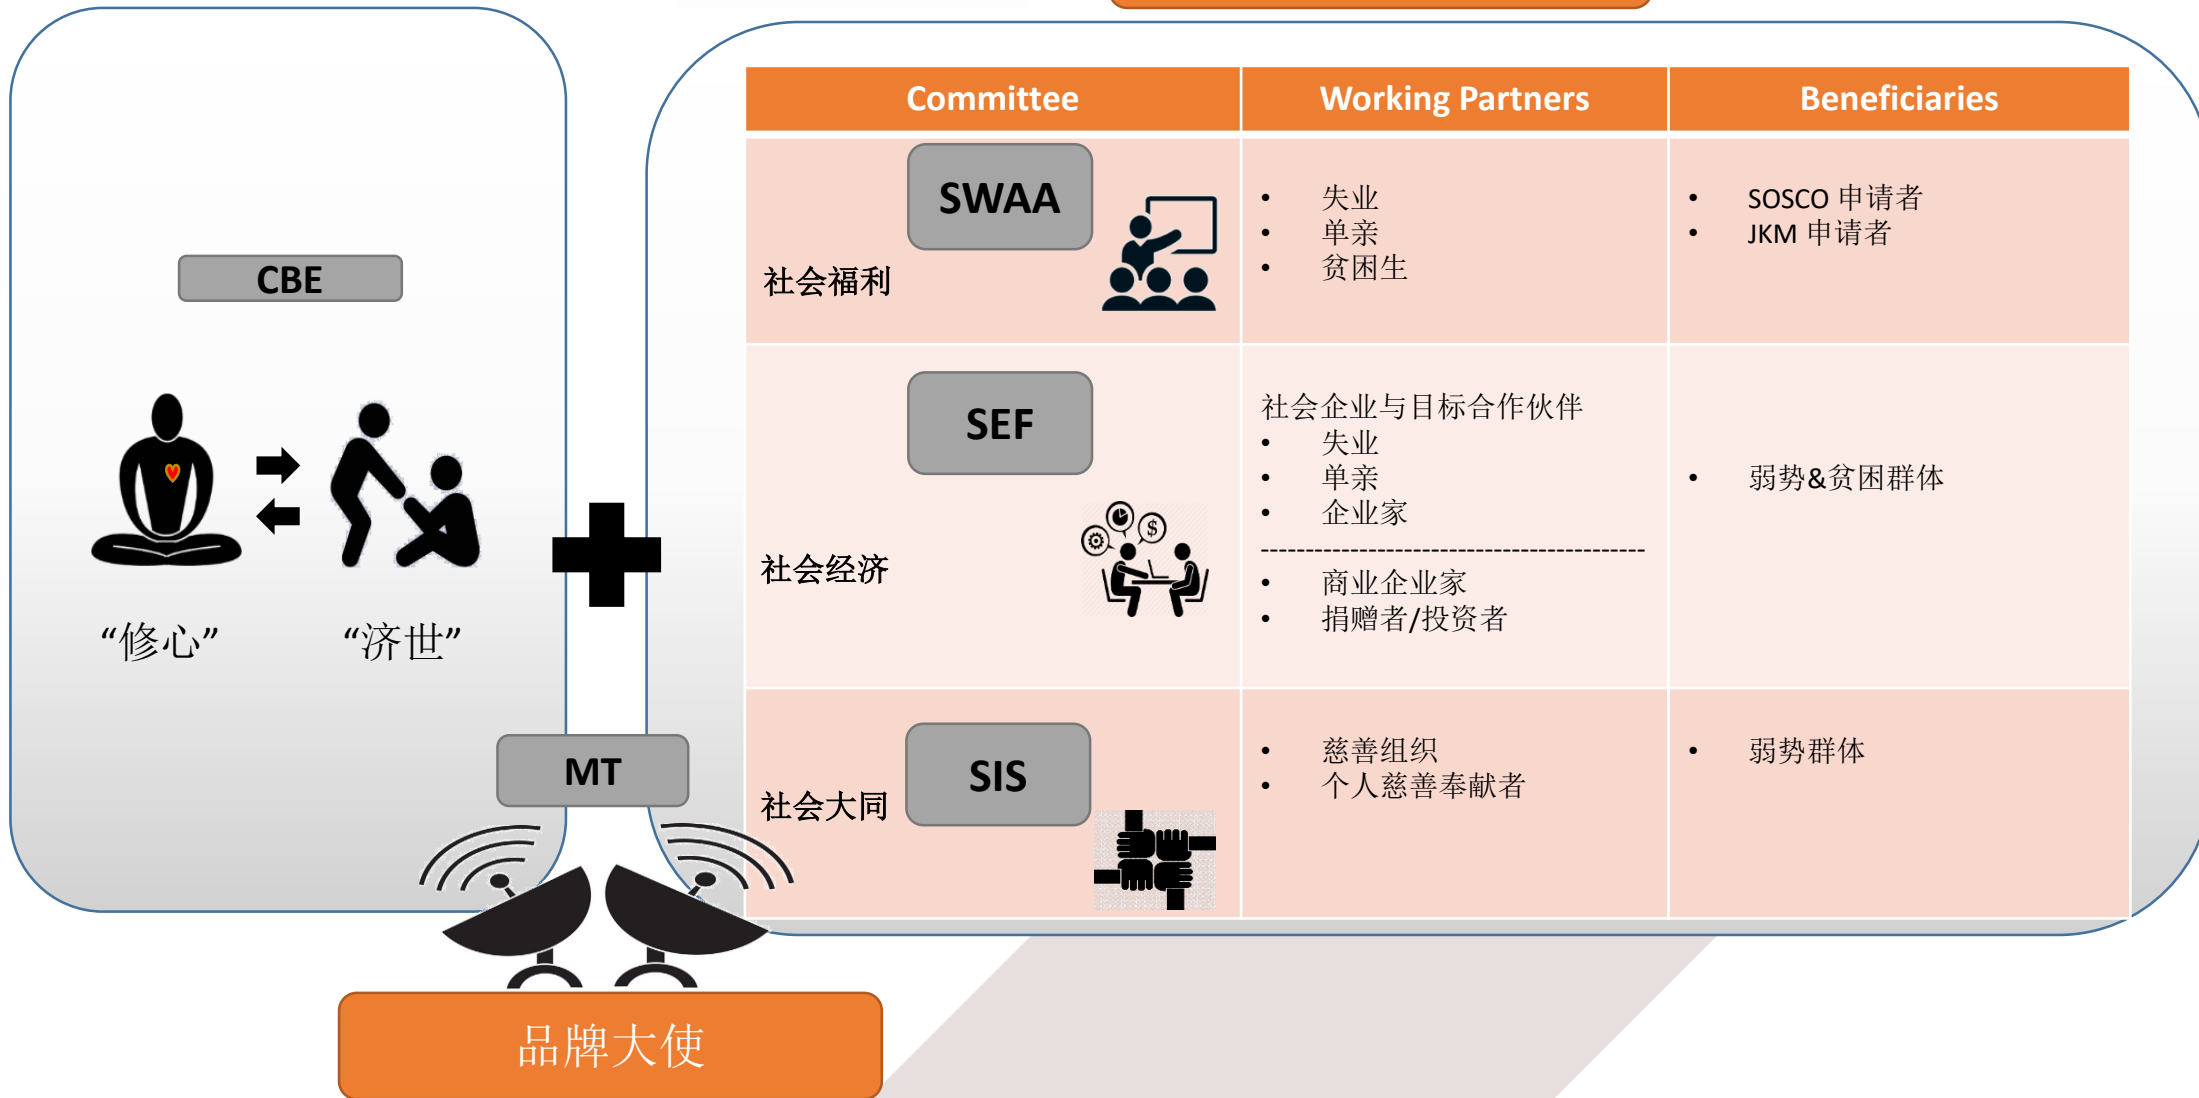 CBE
“修心”
“济世”
MT
品牌大使
Committee
Working Partners
Beneficiaries
SWAA
社会福利
• 失业
• 单亲
• 贫困生
• SOSCO 申请者
• JKM 申请者
SEF
社会经济
社会企业与目标合作伙伴
• 失业
• 单亲
• 企业家
-------------------------------------------
• 商业企业家
• 捐赠者/投资者
• 弱势&贫困群体
SIS
社会大同
• 慈善组织
• 个人慈善奉献者
• 弱势群体